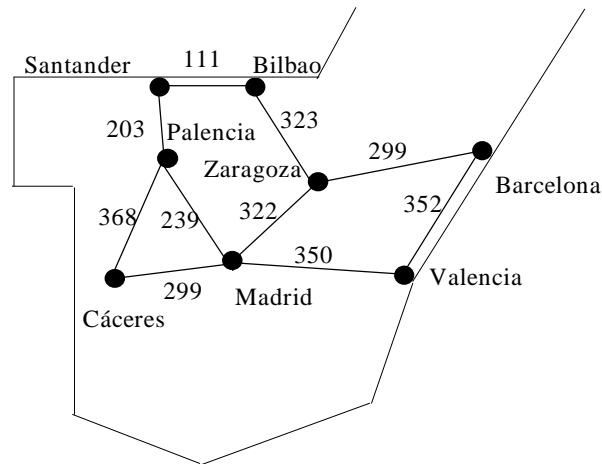 111
Santander
Bilbao
203
Palencia
323
Zaragoza
299
Barcelona
368
239
322
352
350
299
Madrid
Valencia
Cáceres